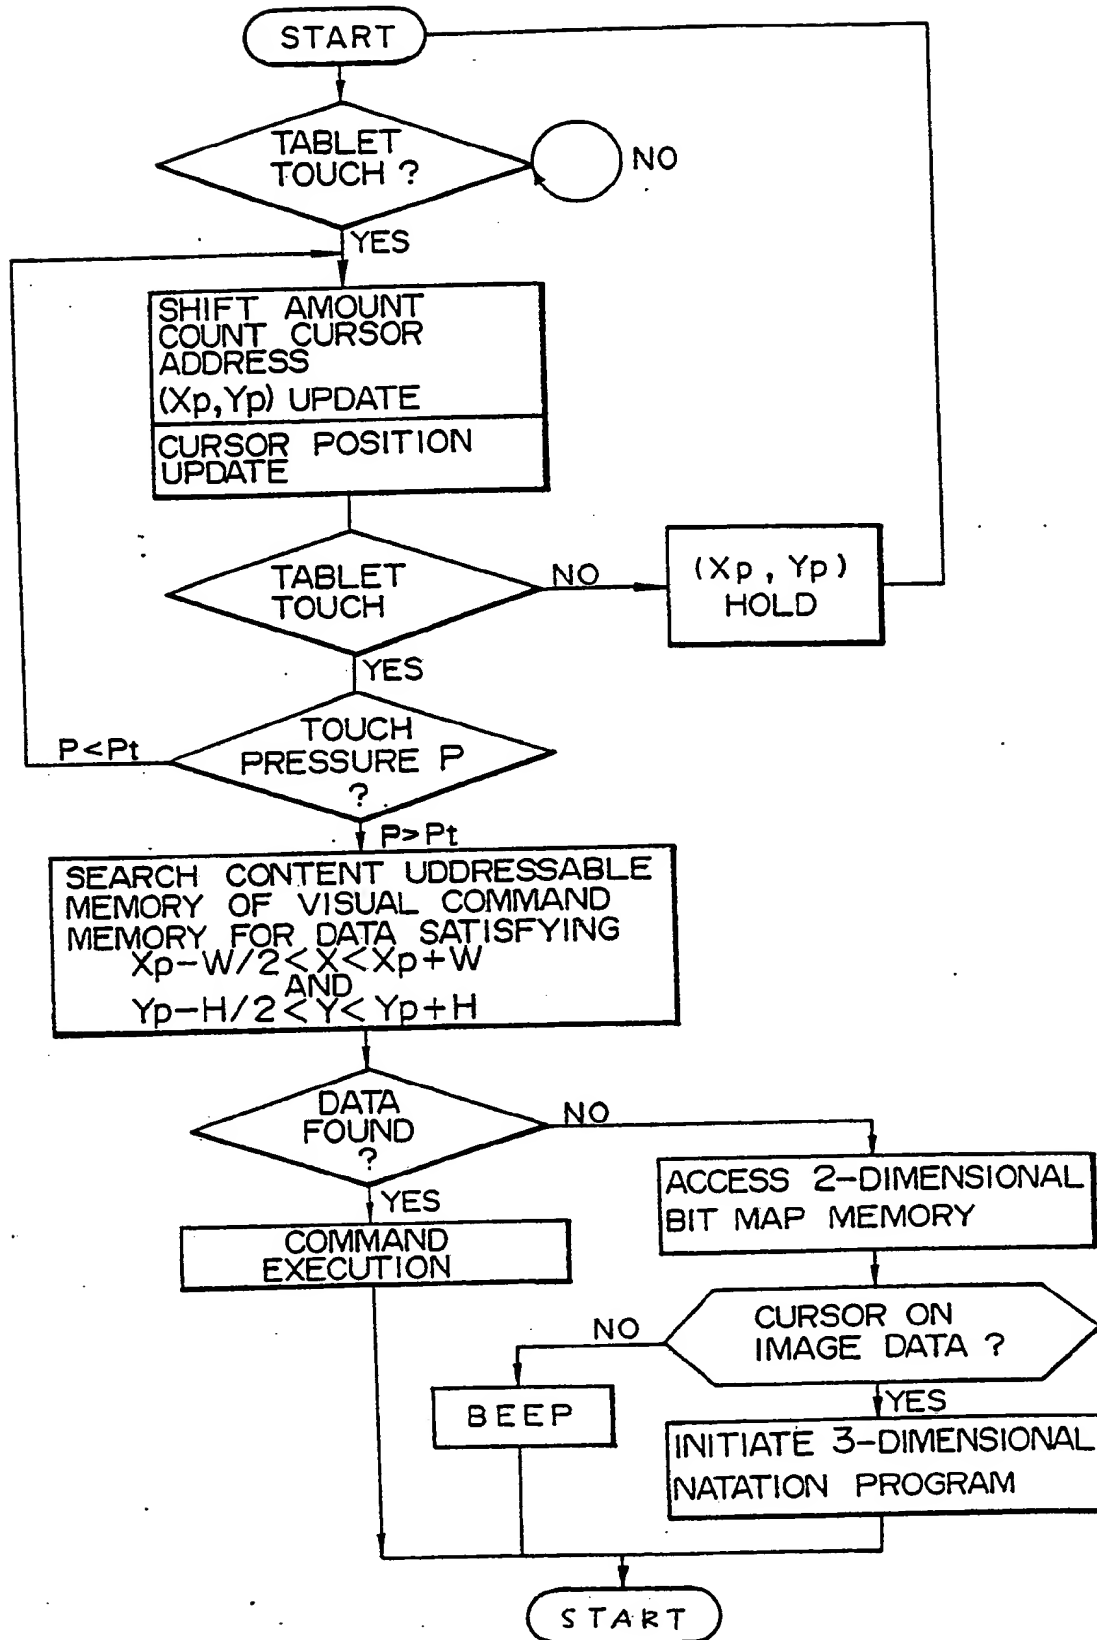 START
TABLET
TOUCH ?
NO
YES
SHIFT AMOUNT
COUNT CURSOR
ADDRESS
(Xp,Yp) UPDATE
CURSOR POSITION
UPDATE
TABLET
TOUCH
NO
(Xp, Yp)
HOLD
YES
TOUCH
PRESSURE P
?
P<Pt
P>Pt
SEARCH CONTENT UDDRESSABLE
MEMORY OF VISUAL COMMAND
MEMORY FOR DATA SATISFYING
Xp-W/2<X<Xp+W
AND
Yp-H/2<Y<Yp+H
DATA
FOUND
?
NO
YES
ACCESS 2-DIMENSIONAL
BIT MAP MEMORY
COMMAND
EXECUTION
CURSOR ON
IMAGE DATA ?
NO
YES
BEEP
INITIATE 3-DIMENSIONAL
NATATION PROGRAM
START